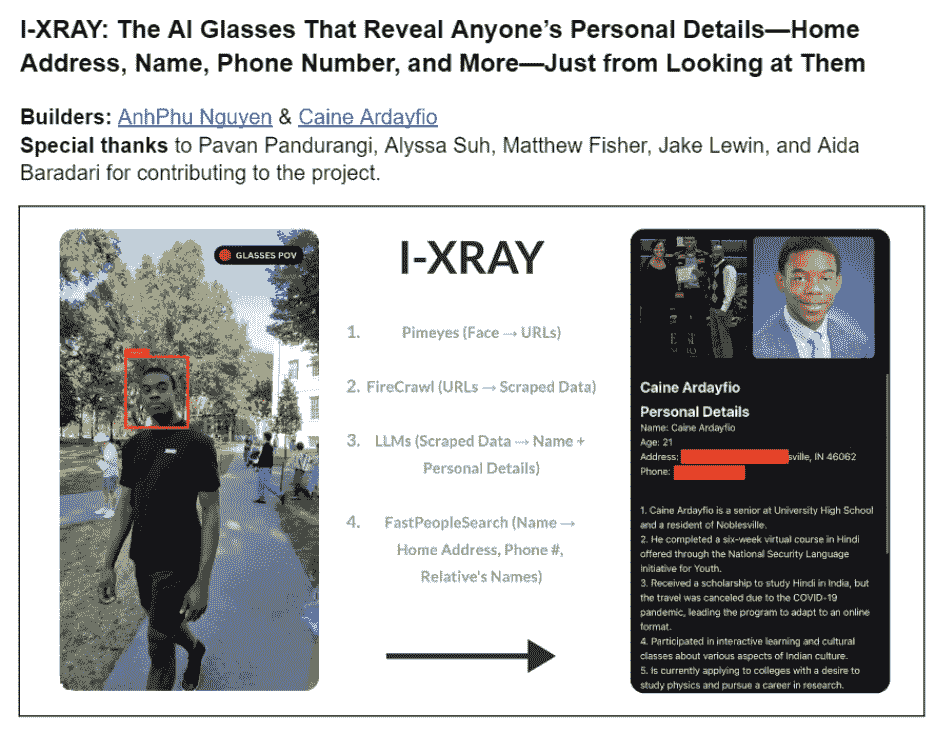 I-XRAY: The AI Glasses That Reveal Anyone's Personal Details—Home
Address, Name, Phone Number, and More—Just from Looking at Them
Builders: AnhPhu Nguyen & Caine Ardayfio
Special thanks to Pavan Pandurangi, Alyssa Suh, Matthew Fisher, Jake Lewin, and Aida
Baradari for contributing to the project.
GLASSES POV
I-XRAY
1. Pimeyes (Face → URLs)
2. FireCrawl (URLs → Scraped Data)
3. LLMs (Scraped Data → Name +
Personal Details)
4. FastPeopleSearch (Name →
Home Address, Phone #,
Relative's Names)
Caine Ardayfio
Personal Details
Name: Caine Ardayfio
Age: 21
Address: sville, IN 46062
Phone:
1. Caine Ardayfio is a senior at University High School
and a resident of Noblesville.
2. He completed a six-week virtual course in Hindi
offered through the National Security Language
Initiative for Youth.
3. Received a scholarship to study Hindi in India, but
the travel was canceled due to the COVID-19
pandemic, leading the program to adapt to an online
format.
4. Participated in interactive learning and cultural
classes about various aspects of Indian culture.
5. Is currently applying to colleges with a desire to
study physics and pursue a career in research.